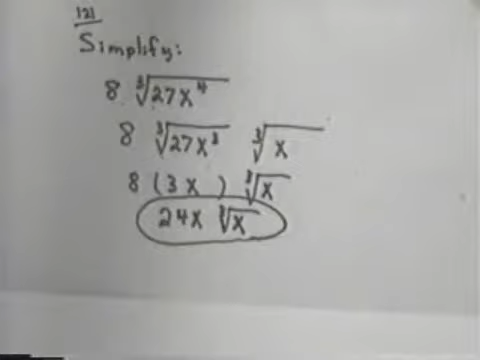 121
Simplify:
8 ∛27x⁴
8 ∛27x³ ∛x
8 (3x) ∛x
24x ∛x